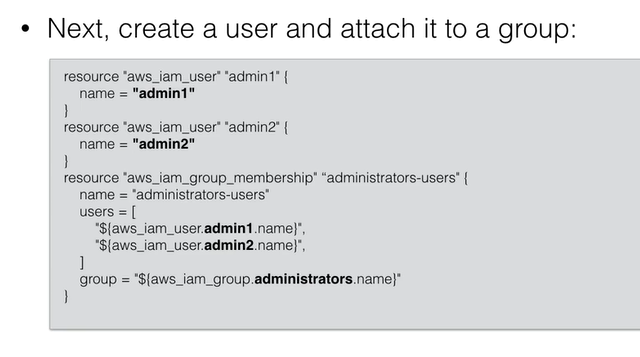 • Next, create a user and attach it to a group:
resource "aws_iam_user" "admin1" {
name = "admin1"
}
resource "aws_iam_user" "admin2" {
name = "admin2"
}
resource "aws_iam_group_membership" “administrators-users" {
name = "administrators-users"
users = [
"${aws_iam_user.admin1.name}",
"${aws_iam_user.admin2.name}",
]
group = "${aws_iam_group.administrators.name}"
}